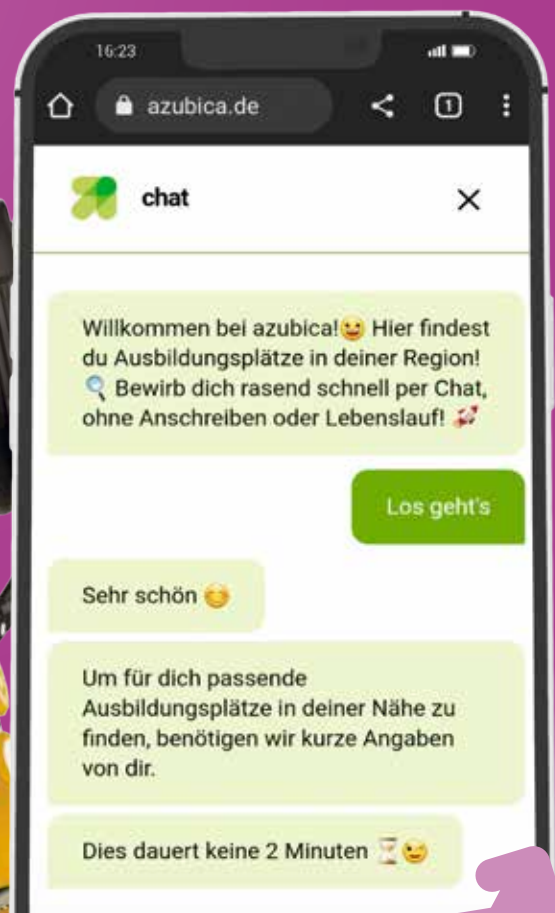 16:23
azubica.de
1
chat
Willkommen bei azubica!😃 Hier findest
du Ausbildungsplätze in deiner Region!
🔍 Bewirb dich rasend schnell per Chat,
ohne Anschreiben oder Lebenslauf! 🚀
Los geht's
Sehr schön 😊
Um für dich passende
Ausbildungsplätze in deiner Nähe zu
finden, benötigen wir kurze Angaben
von dir.
Dies dauert keine 2 Minuten ⏳😉